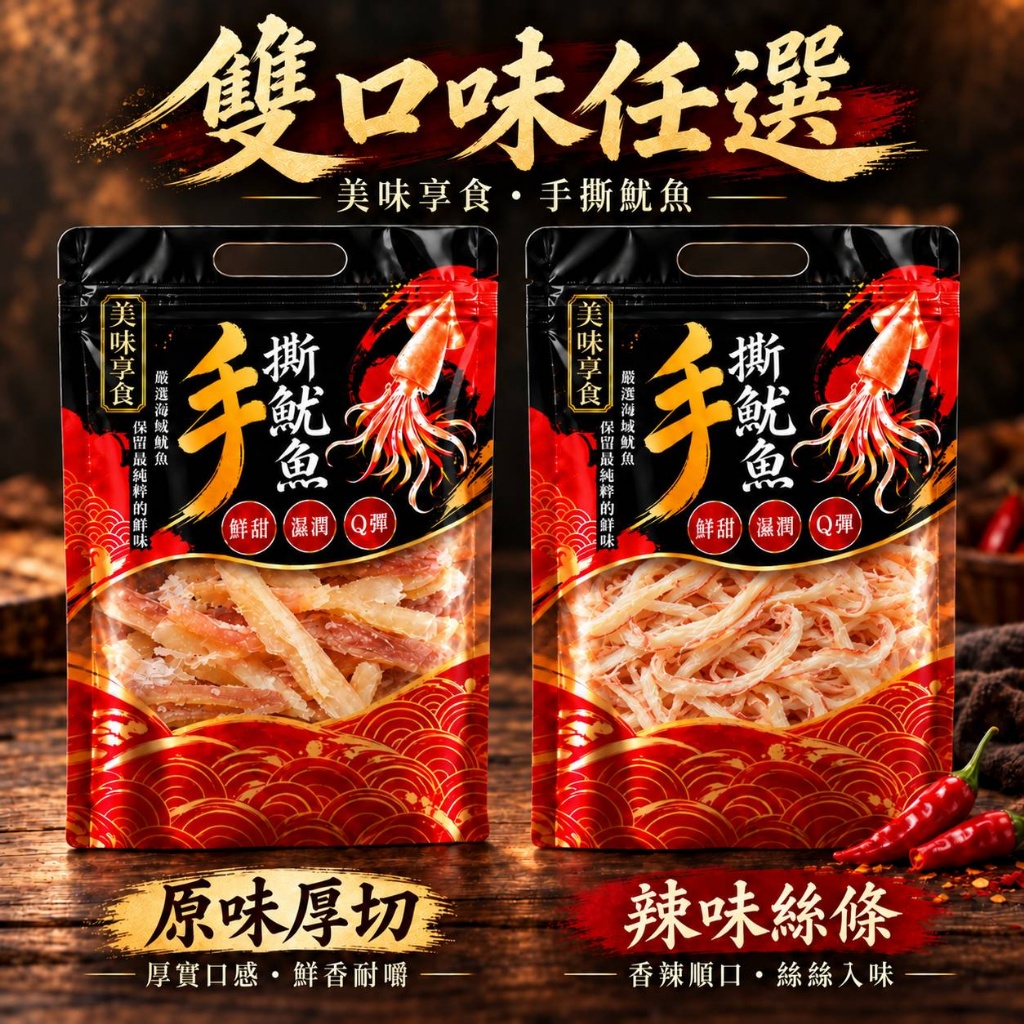 雙口味任選
美味享食・手撕魷魚
美味享食
嚴選海域魷魚
保留最純粹的鮮味
手撕魷魚
鮮甜
濕潤
Q彈
美味享食
嚴選海域魷魚
保留最純粹的鮮味
手撕魷魚
鮮甜
濕潤
Q彈
原味厚切
厚實口感・鮮香耐嚼
辣味絲條
香辣順口・絲絲入味